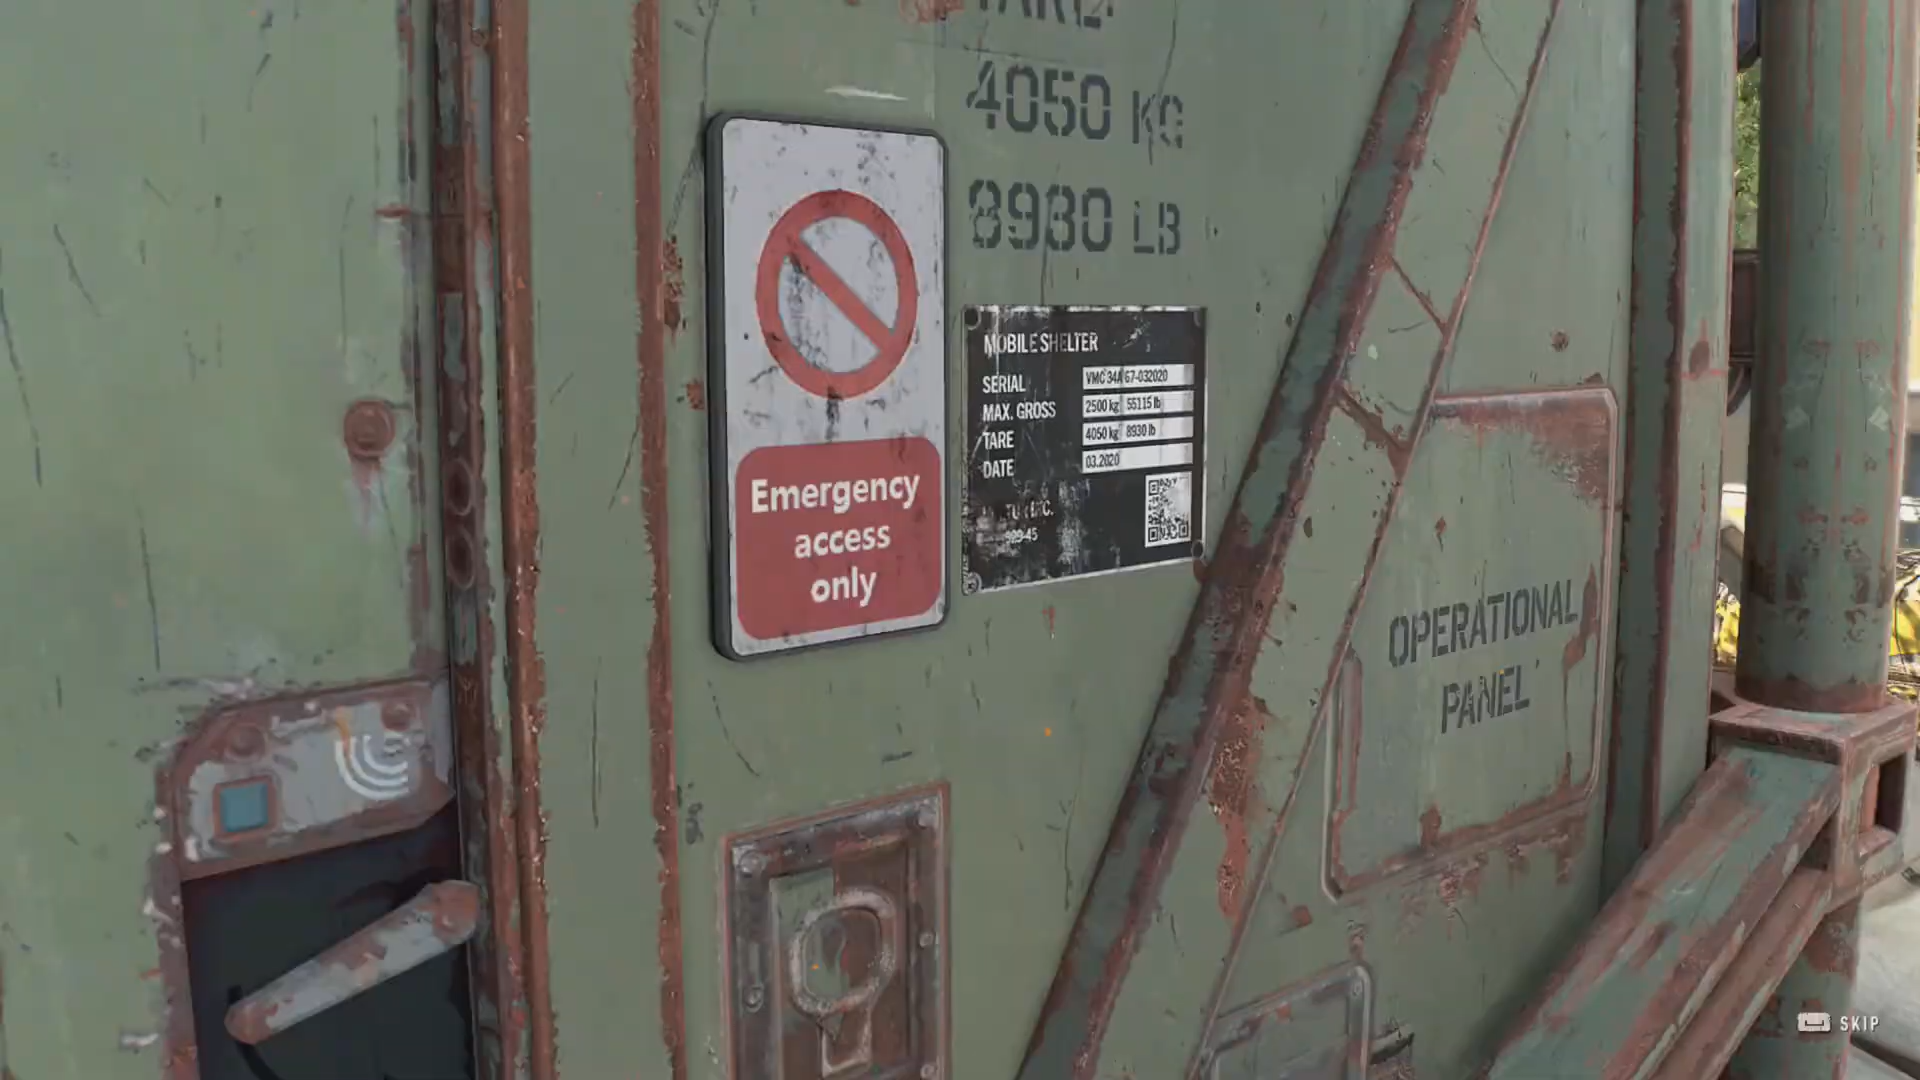 4050 KG
8930 LB
Emergency
access
only
MOBILE SHELTER
SERIAL VMC 34A 67-032020
MAX. GROSS 2500 kg 55115 lb
TARE 4050 kg 8930 lb
DATE 03.2020
OPERATIONAL
PANEL
SKIP